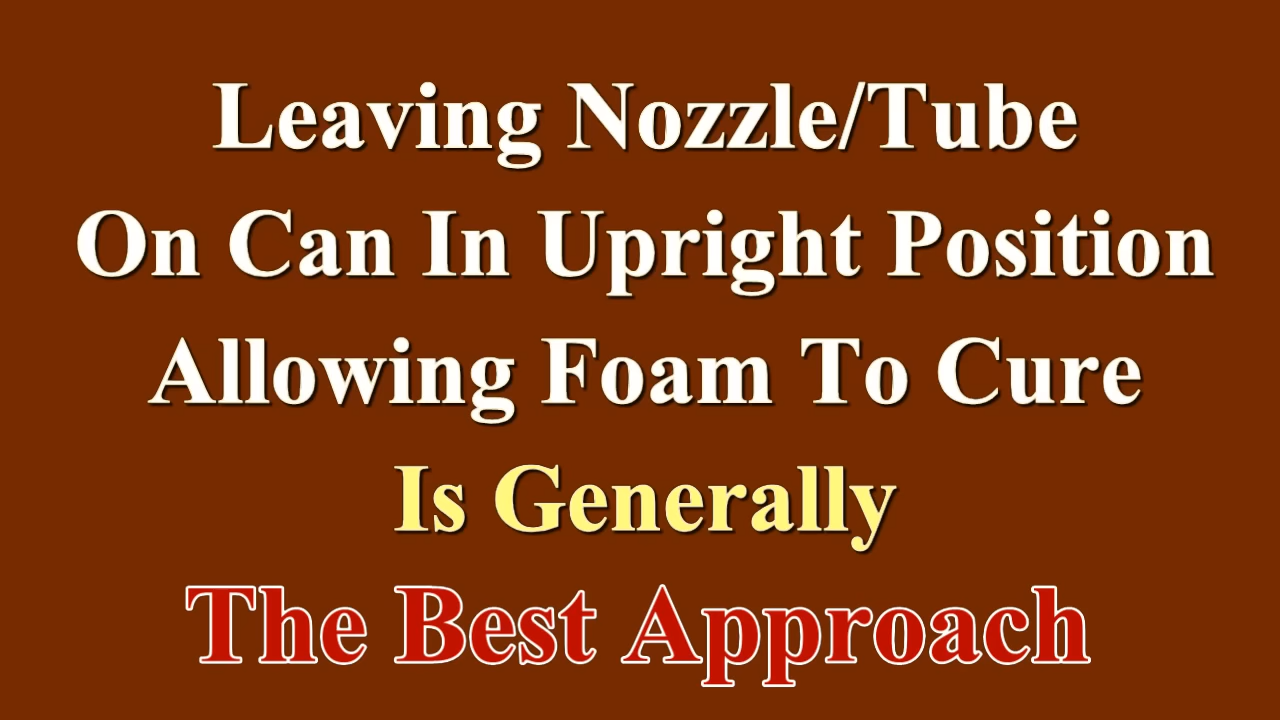 Leaving Nozzle/Tube
On Can In Upright Position
Allowing Foam To Cure
Is Generally
The Best Approach